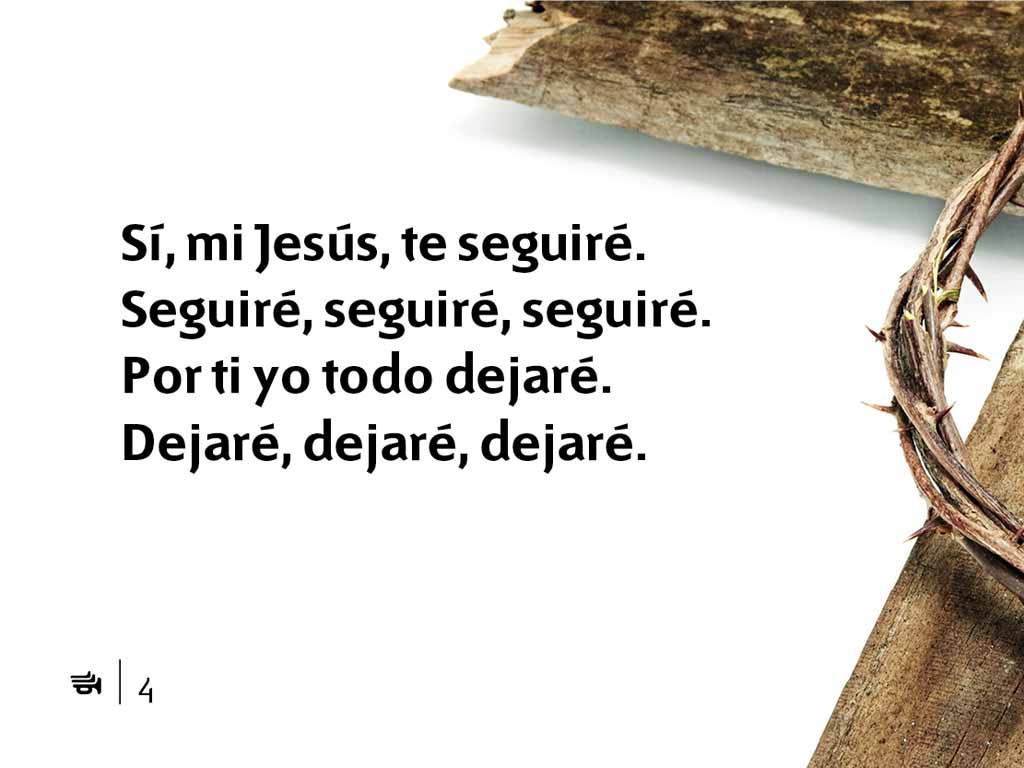 Sí, mi Jesús, te seguiré.
Seguiré, seguiré, seguiré.
Por ti yo todo dejaré.
Dejaré, dejaré, dejaré.
4